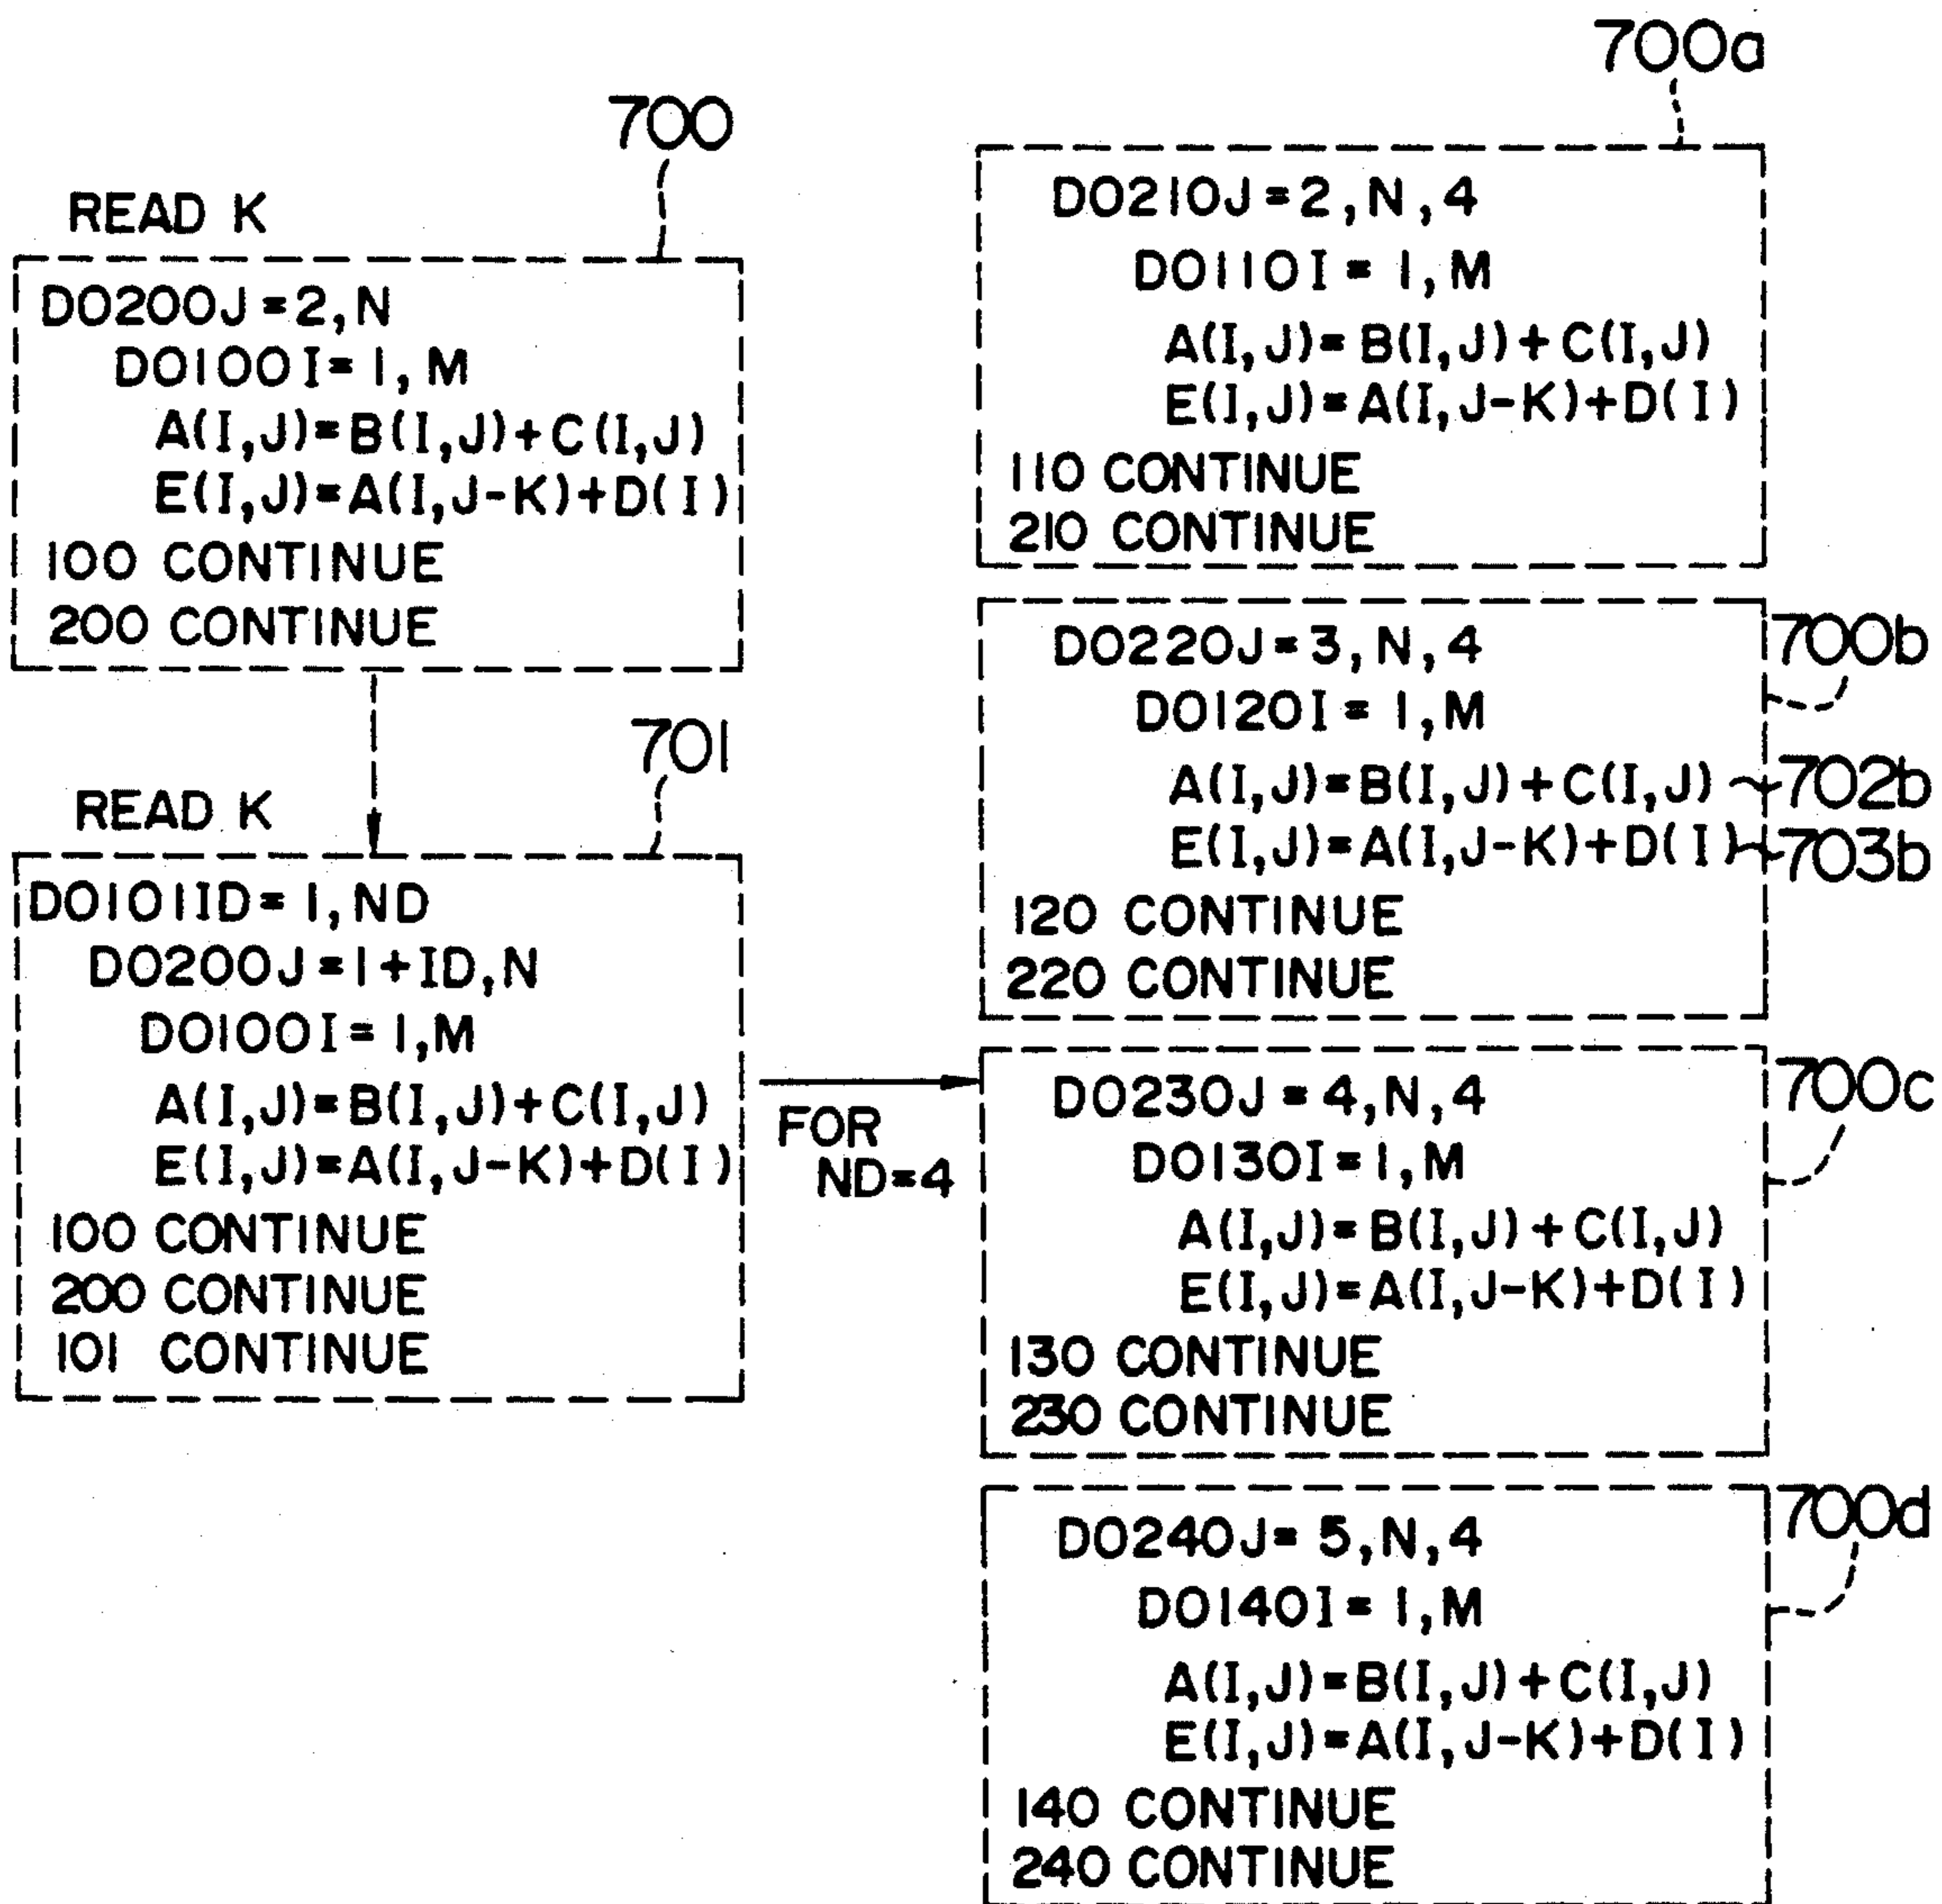 700
READ K
DO200J=2,N
DO100I=1,M
A(I,J)=B(I,J)+C(I,J)
E(I,J)=A(I,J-K)+D(I)
100 CONTINUE
200 CONTINUE
701
READ K
DO101ID=1,ND
DO200J=1+ID,N
DO100I=1,M
A(I,J)=B(I,J)+C(I,J)
E(I,J)=A(I,J-K)+D(I)
100 CONTINUE
200 CONTINUE
101 CONTINUE
FOR
ND=4
700a
DO210J=2,N,4
DO110I=1,M
A(I,J)=B(I,J)+C(I,J)
E(I,J)=A(I,J-K)+D(I)
110 CONTINUE
210 CONTINUE
700b
DO220J=3,N,4
DO120I=1,M
A(I,J)=B(I,J)+C(I,J) 702b
E(I,J)=A(I,J-K)+D(I) 703b
120 CONTINUE
220 CONTINUE
700c
DO230J=4,N,4
DO130I=1,M
A(I,J)=B(I,J)+C(I,J)
E(I,J)=A(I,J-K)+D(I)
130 CONTINUE
230 CONTINUE
700d
DO240J=5,N,4
DO140I=1,M
A(I,J)=B(I,J)+C(I,J)
E(I,J)=A(I,J-K)+D(I)
140 CONTINUE
240 CONTINUE